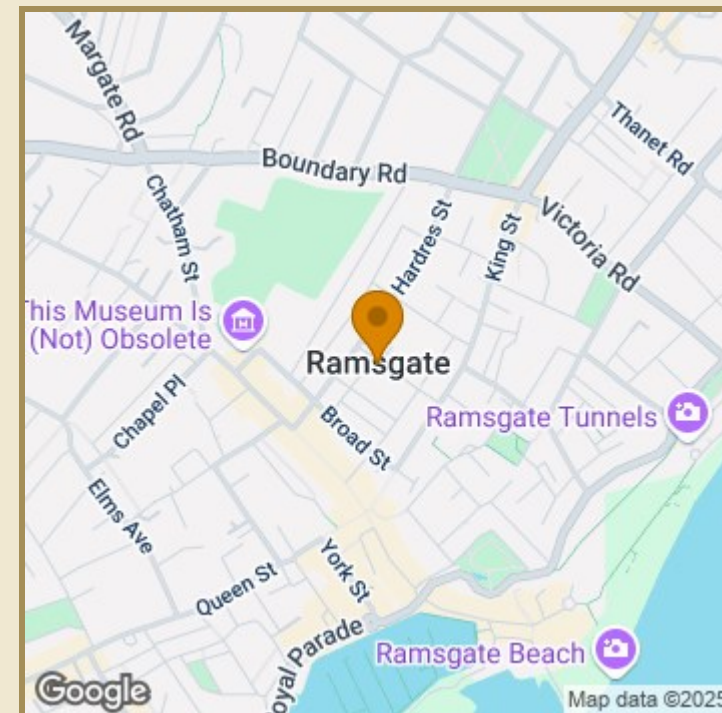 Margate Rd
Thanet Rd
Boundary Rd
Chatham St
Hardres St
King St
Victoria Rd
This Museum Is
(Not) Obsolete
Ramsgate
Chapel Pl
Broad St
Ramsgate Tunnels
Elms Ave
York St
Queen St
Royal Parade
Ramsgate Beach
Google
Map data ©2025